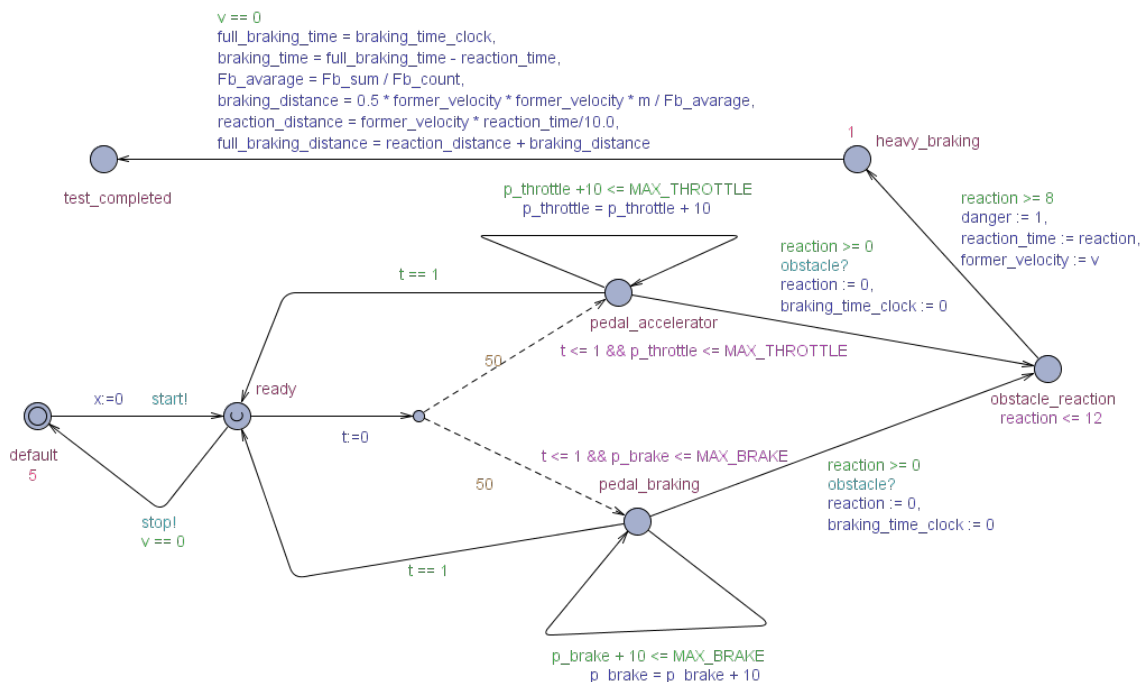 v == 0
full_braking_time = braking_time_clock,
braking_time = full_braking_time - reaction_time,
Fb_avarage = Fb_sum / Fb_count,
braking_distance = 0.5 * former_velocity * former_velocity * m / Fb_avarage,
reaction_distance = former_velocity * reaction_time/10.0,
full_braking_distance = reaction_distance + braking_distance
test_completed
1
heavy_braking
p_throttle +10 <= MAX_THROTTLE
p_throttle = p_throttle + 10
reaction >= 8
danger := 1,
reaction_time := reaction,
former_velocity := v
reaction >= 0
obstacle?
reaction := 0,
braking_time_clock := 0
t == 1
pedal_accelerator
t <= 1 && p_throttle <= MAX_THROTTLE
50
ready
x:=0 start!
default
5
t:=0
obstacle_reaction
reaction <= 12
t <= 1 && p_brake <= MAX_BRAKE
pedal_braking
50
reaction >= 0
obstacle?
reaction := 0,
braking_time_clock := 0
stop!
v == 0
t == 1
p_brake + 10 <= MAX_BRAKE
p_brake = p_brake + 10